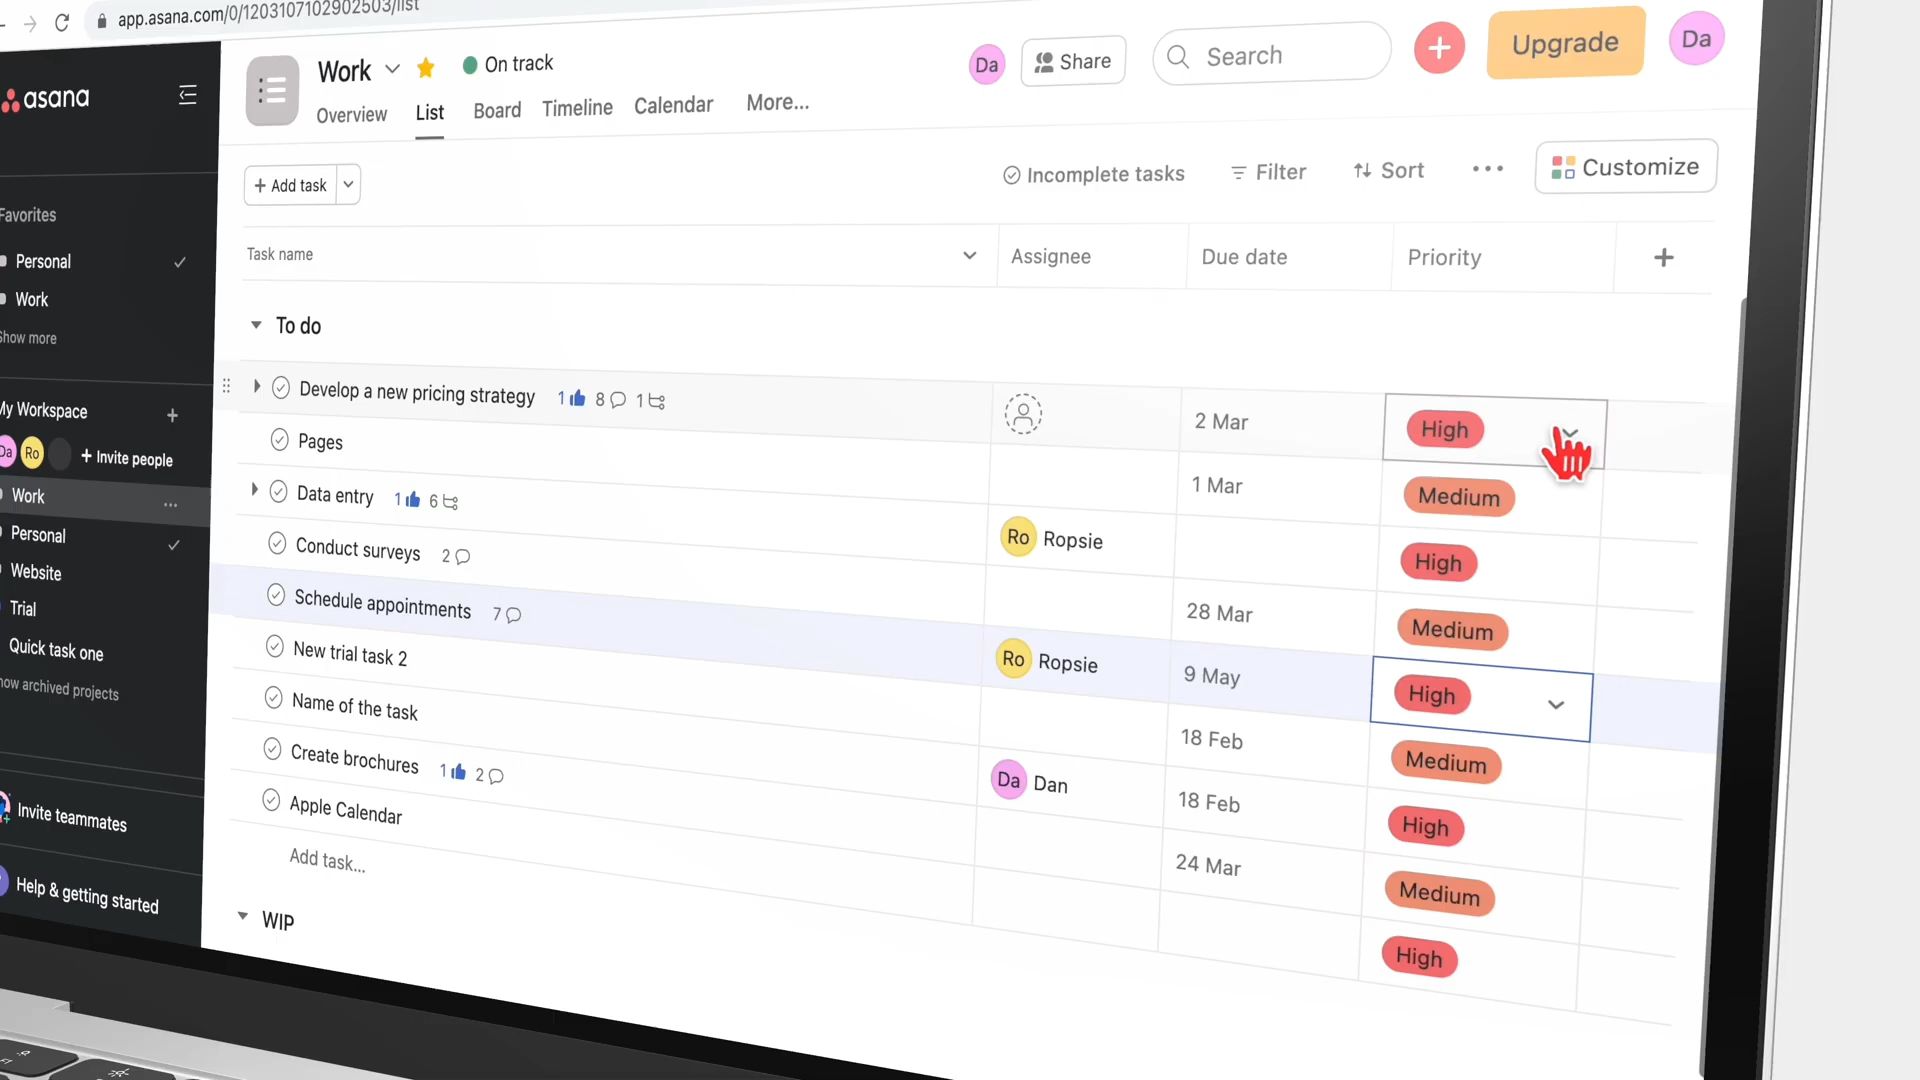 app.asana.com/0/1203107102902503/list
asana
Favorites
Personal
Work
Show more
My Workspace
Da
Ro
+ Invite people
Work
Personal
Website
Trial
Quick task one
Show archived projects
Invite teammates
Help & getting started
Work
On track
Overview
List
Board
Timeline
Calendar
More...
Da
Share
Search
Upgrade
Da
+ Add task
Incomplete tasks
Filter
Sort
Customize
Task name
Assignee
Due date
Priority
To do
Develop a new pricing strategy 1 8 1
2 Mar
High
Pages
1 Mar
Medium
Data entry 1 6
Ro Ropsie
High
Conduct surveys 2
28 Mar
Medium
Schedule appointments 7
Ro Ropsie
9 May
High
New trial task 2
18 Feb
Medium
Name of the task
Da Dan
18 Feb
High
Create brochures 1 2
24 Mar
Medium
Apple Calendar
High
Add task...
WIP